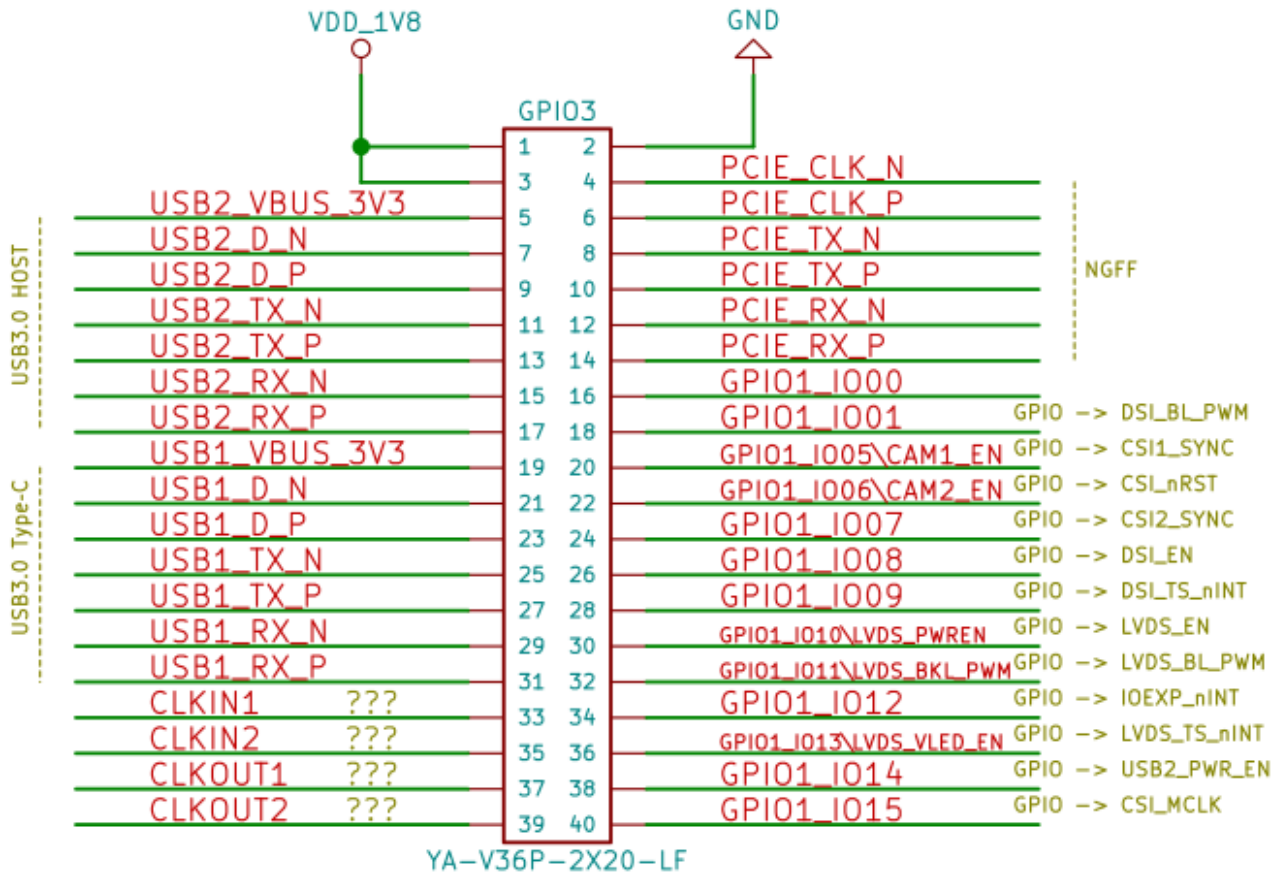 VDD_1V8
GND
GPIO3
1 2
PCIE_CLK_N
3 4
USB2_VBUS_3V3 PCIE_CLK_P
5 6
USB2_D_N PCIE_TX_N
7 8
USB2_D_P PCIE_TX_P
9 10
USB2_TX_N PCIE_RX_N
11 12
USB2_TX_P PCIE_RX_P
13 14
USB2_RX_N GPIO1_IO00
15 16
USB2_RX_P GPIO1_IO01 GPIO -> DSI_BL_PWM
17 18
USB1_VBUS_3V3 GPIO1_IO05\CAM1_EN GPIO -> CSI1_SYNC
19 20
USB1_D_N GPIO1_IO06\CAM2_EN GPIO -> CSI_nRST
21 22
USB1_D_P GPIO1_IO07 GPIO -> CSI2_SYNC
23 24
USB1_TX_N GPIO1_IO08 GPIO -> DSI_EN
25 26
USB1_TX_P GPIO1_IO09 GPIO -> DSI_TS_nINT
27 28
USB1_RX_N GPIO1_IO10\LVDS_PWREN GPIO -> LVDS_EN
29 30
USB1_RX_P GPIO1_IO11\LVDS_BKL_PWM GPIO -> LVDS_BL_PWM
31 32
CLKIN1 ??? GPIO1_IO12 GPIO -> IOEXP_nINT
33 34
CLKIN2 ??? GPIO1_IO13\LVDS_VLED_EN GPIO -> LVDS_TS_nINT
35 36
CLKOUT1 ??? GPIO1_IO14 GPIO -> USB2_PWR_EN
37 38
CLKOUT2 ??? GPIO1_IO15 GPIO -> CSI_MCLK
39 40
YA-V36P-2X20-LF
USB3.0 HOST
USB3.0 Type-C
NGFF